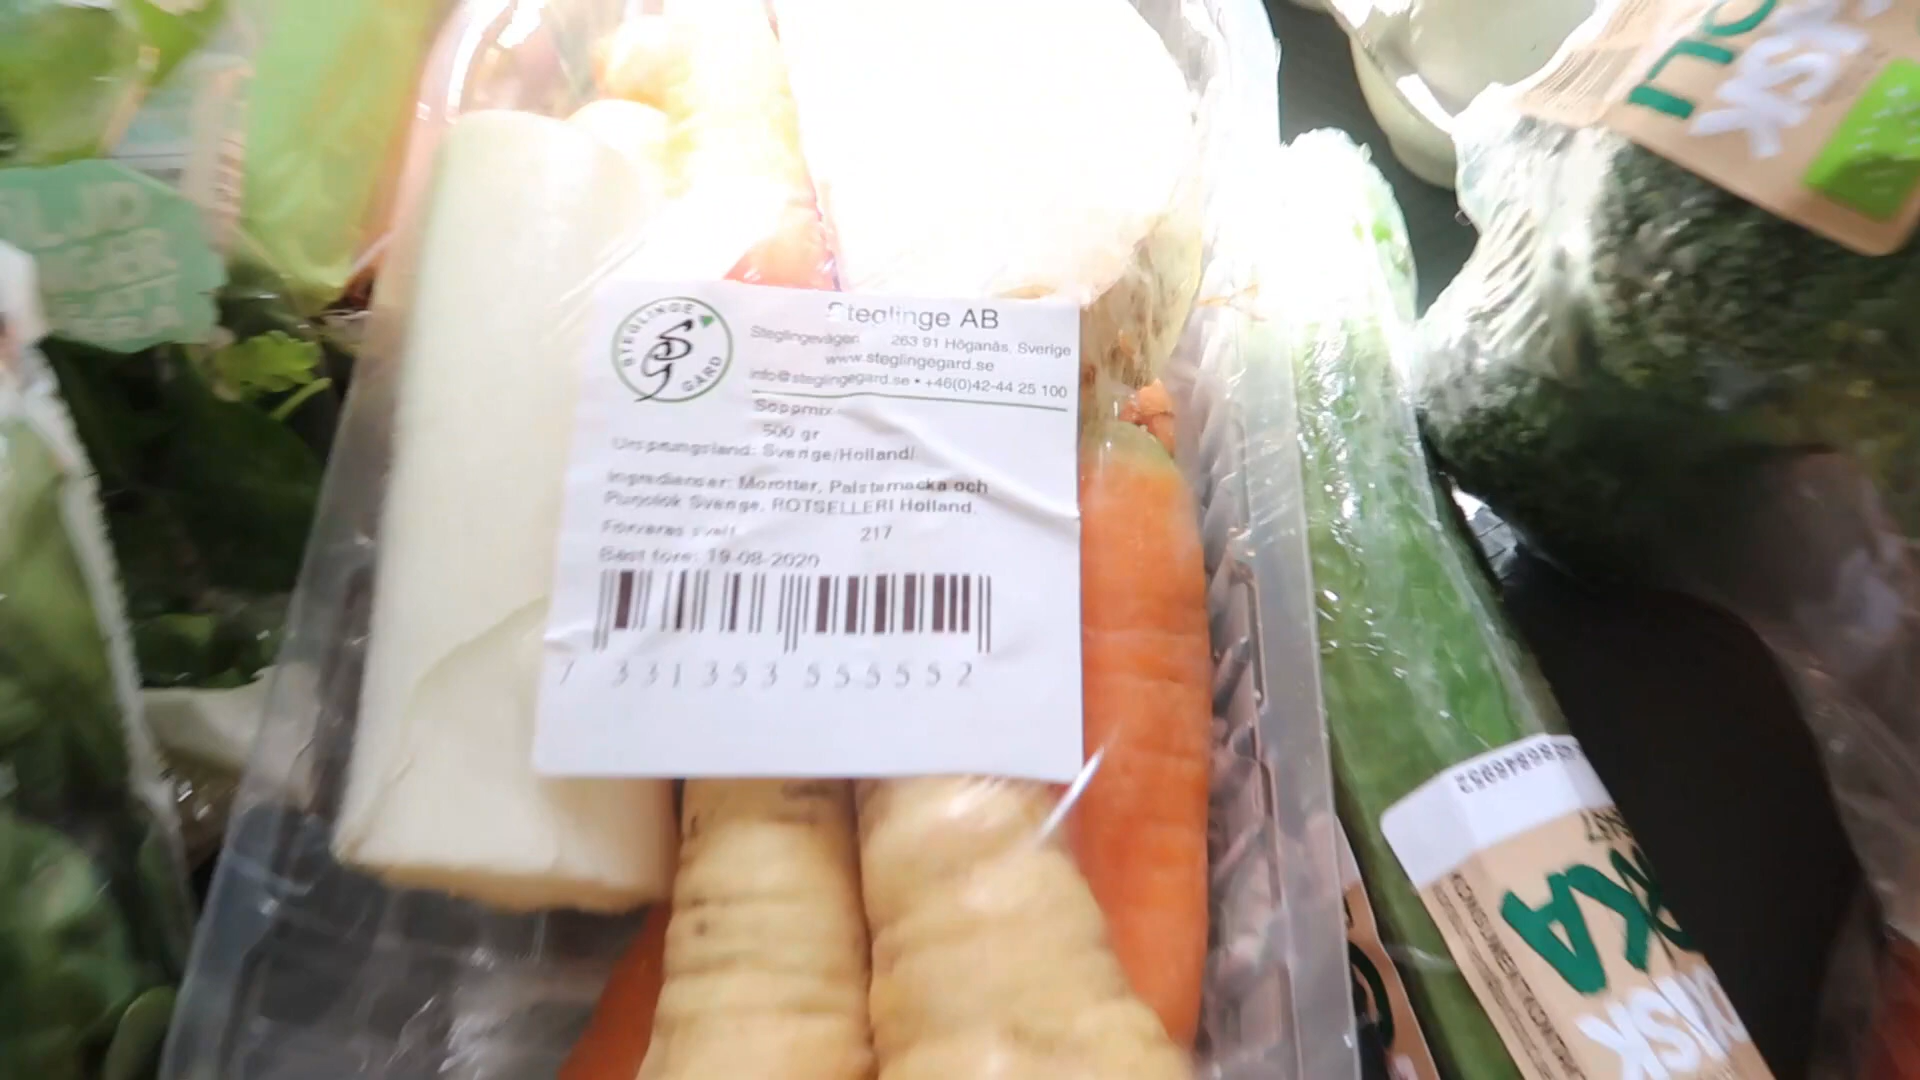 STEGLINGE GÅRD
Steglinge AB
Steglingevägen 263 91 Höganäs, Sverige
www.steglingegard.se
info@steglingegard.se • +46(0)42-44 25 100
Soppmix
500 gr
Ursprungsland: Sverige/Holland/
Ingredienser: Morötter, Palsternacka och
Purjolök Sverige, ROTSELLERI Holland
Förvaras svalt 217
Bäst före: 19-08-2020
7 331353 555552